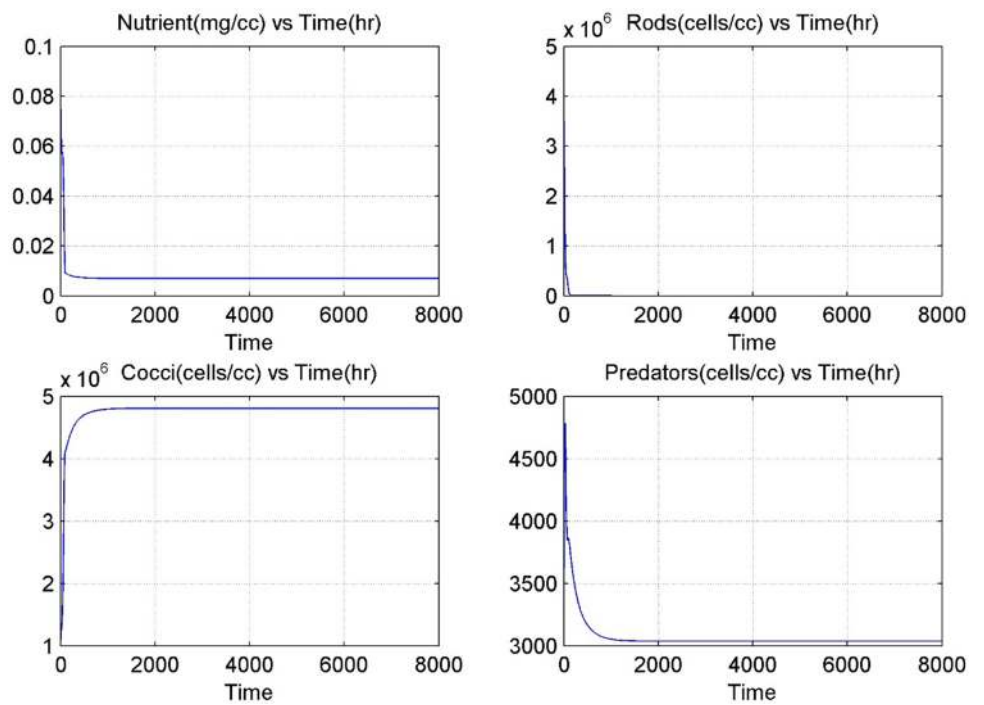 Nutrient(mg/cc) vs Time(hr)
0.1
0.08
0.06
0.04
0.02
0
0 2000 4000 6000 8000
Time
x 10^6 Rods(cells/cc) vs Time(hr)
5
4
3
2
1
0
0 2000 4000 6000 8000
Time
x 10^6 Cocci(cells/cc) vs Time(hr)
5
4
3
2
1
0 2000 4000 6000 8000
Time
Predators(cells/cc) vs Time(hr)
5000
4500
4000
3500
3000
0 2000 4000 6000 8000
Time